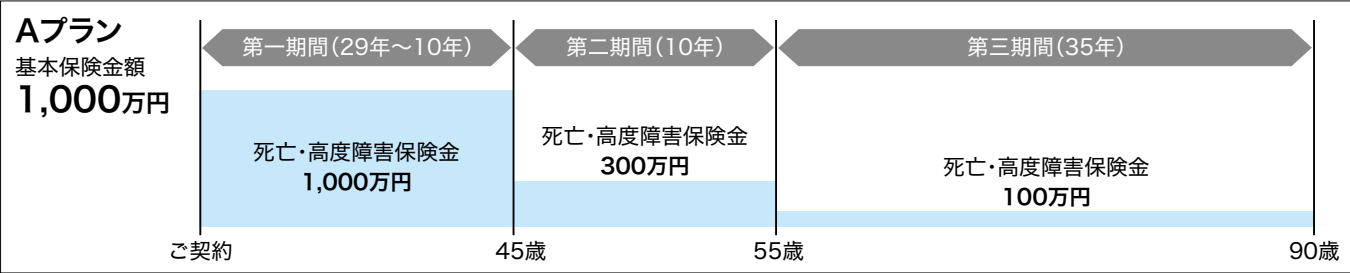 Aプラン
基本保険金額
1,000万円
第一期間(29年〜10年)
第二期間(10年)
第三期間(35年)
死亡・高度障害保険金
1,000万円
死亡・高度障害保険金
300万円
死亡・高度障害保険金
100万円
ご契約
45歳
55歳
90歳